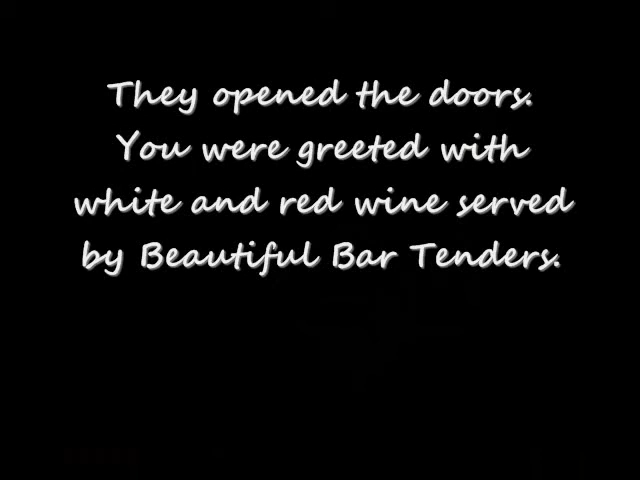 They opened the doors.
You were greeted with
white and red wine served
by Beautiful Bar Tenders.